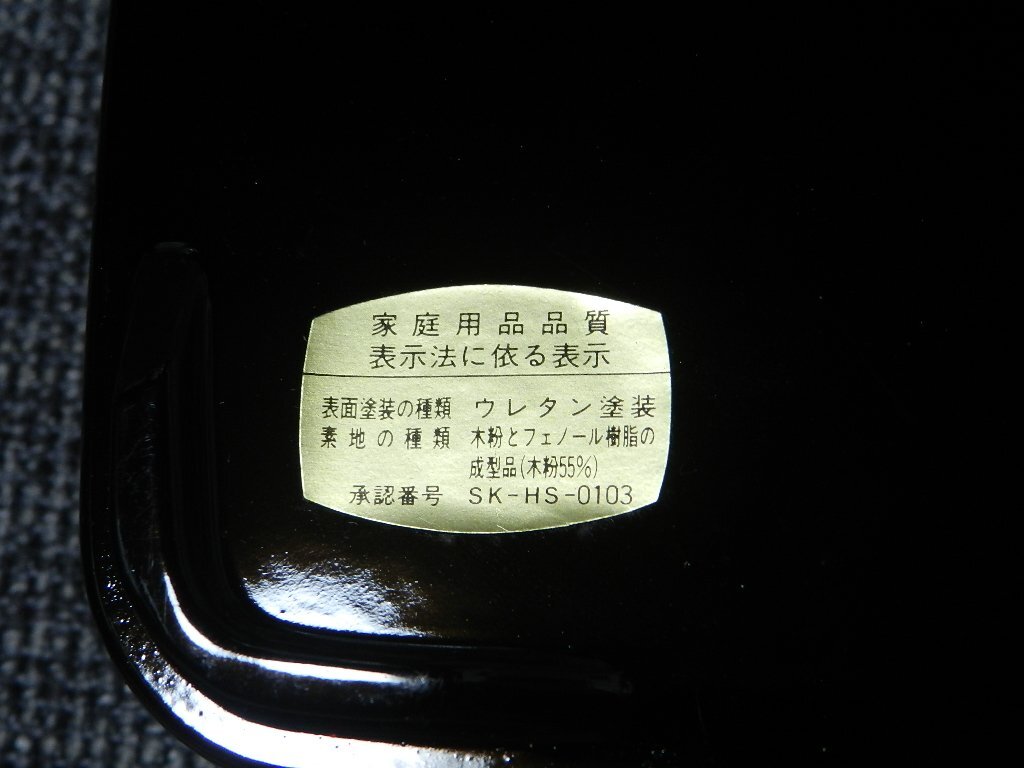 家庭用品品質
表示法に依る表示
表面塗装の種類 ウレタン塗装
素地の種類 木粉とフェノール樹脂の
成型品(木粉55%)
承認番号 SK-HS-0103